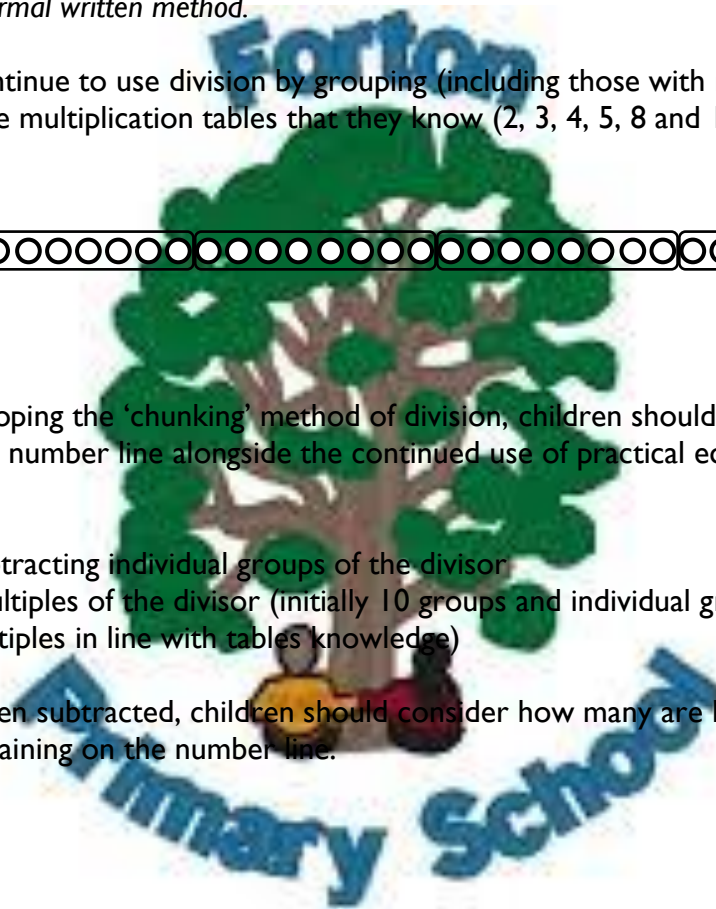 rmal written method.
Forton
ntinue to use division by grouping (including those with
e multiplication tables that they know (2, 3, 4, 5, 8 and
oping the ‘chunking’ method of division, children should
number line alongside the continued use of practical
tracting individual groups of the divisor
ultiples of the divisor (initially 10 groups and individual
tiples in line with tables knowledge)
en subtracted, children should consider how many are
aining on the number line.
Primary School